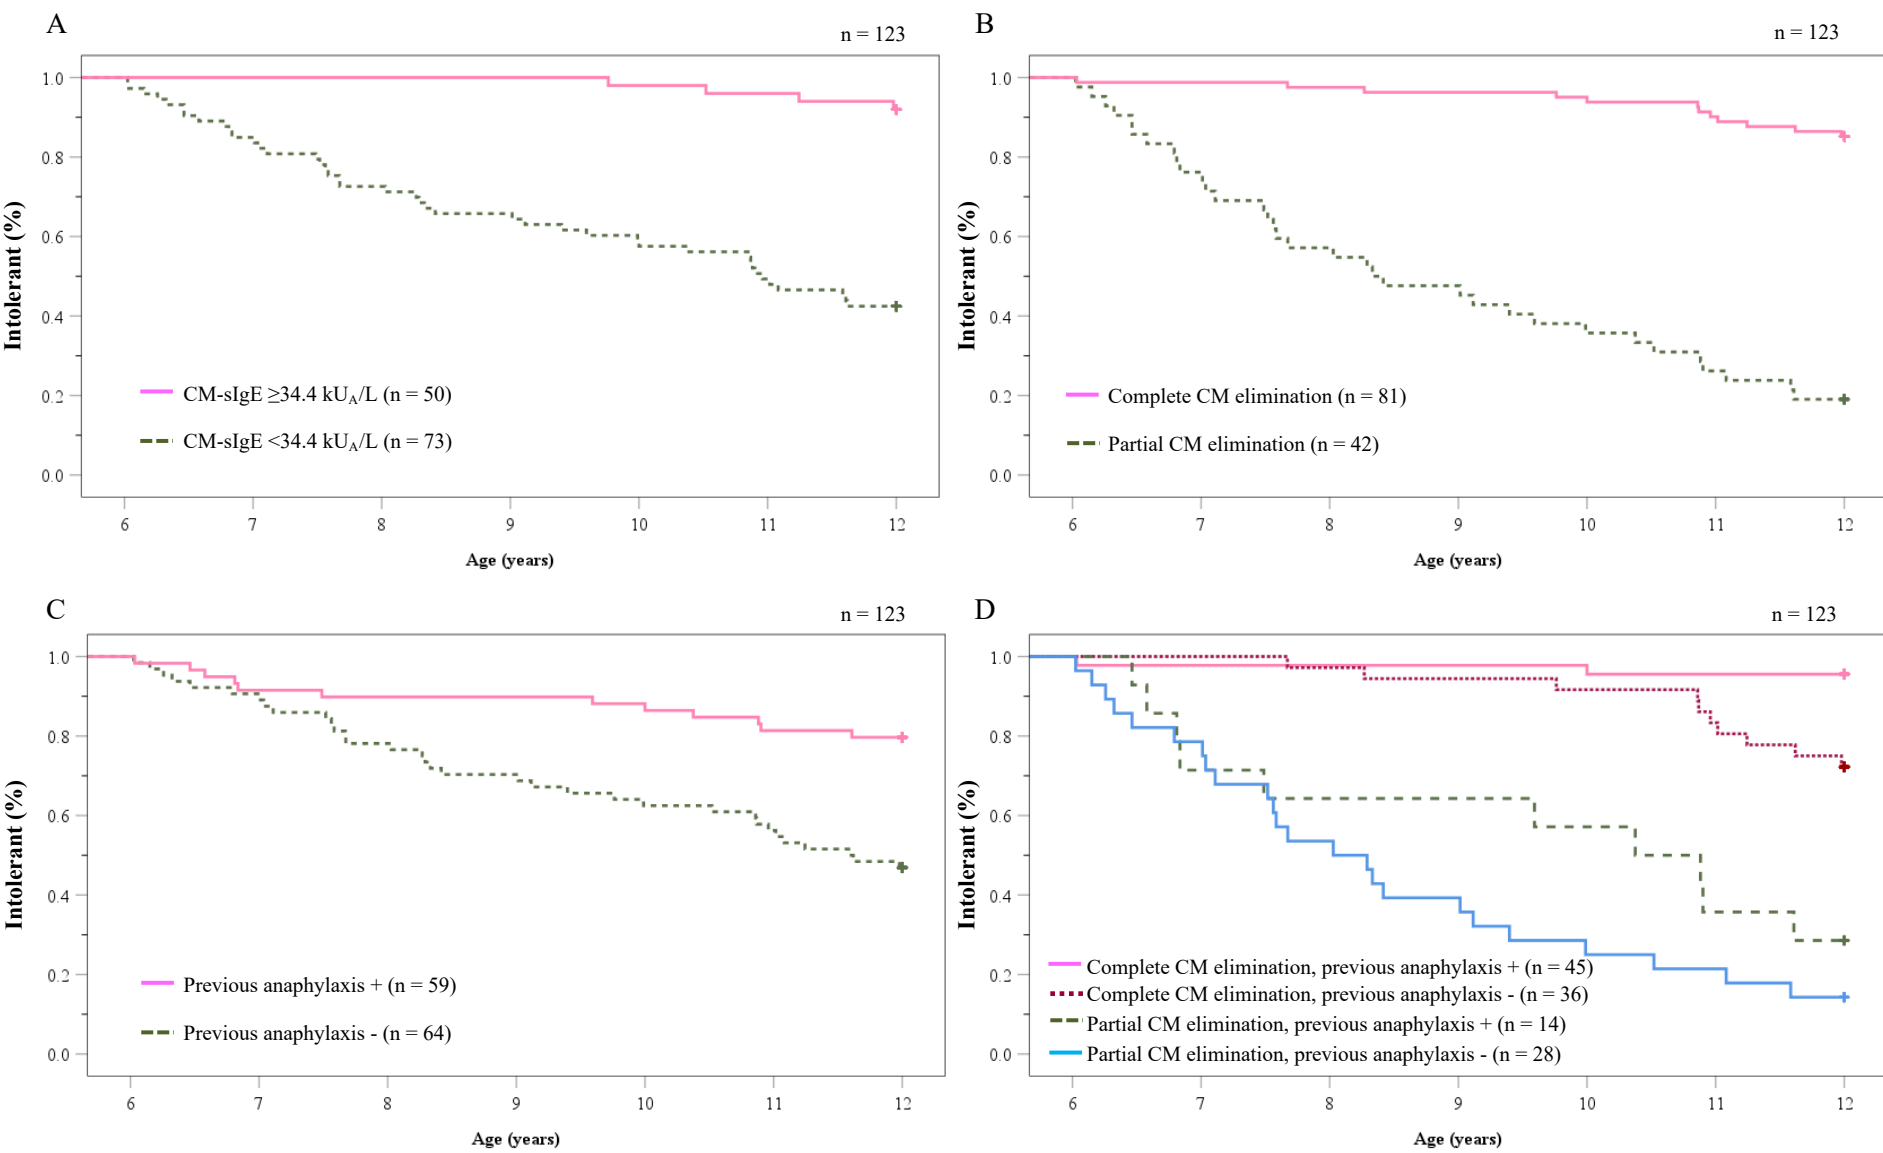 A
n = 123
Intolerant (%)
1.0
0.8
0.6
0.4
0.2
0.0
CM-sIgE ≥34.4 kUA/L (n = 50)
CM-sIgE <34.4 kUA/L (n = 73)
6 7 8 9 10 11 12
Age (years)
B
n = 123
Intolerant (%)
1.0
0.8
0.6
0.4
0.2
0.0
Complete CM elimination (n = 81)
Partial CM elimination (n = 42)
6 7 8 9 10 11 12
Age (years)
C
n = 123
Intolerant (%)
1.0
0.8
0.6
0.4
0.2
0.0
Previous anaphylaxis + (n = 59)
Previous anaphylaxis - (n = 64)
6 7 8 9 10 11 12
Age (years)
D
n = 123
Intolerant (%)
1.0
0.8
0.6
0.4
0.2
0.0
Complete CM elimination, previous anaphylaxis + (n = 45)
Complete CM elimination, previous anaphylaxis - (n = 36)
Partial CM elimination, previous anaphylaxis + (n = 14)
Partial CM elimination, previous anaphylaxis - (n = 28)
6 7 8 9 10 11 12
Age (years)